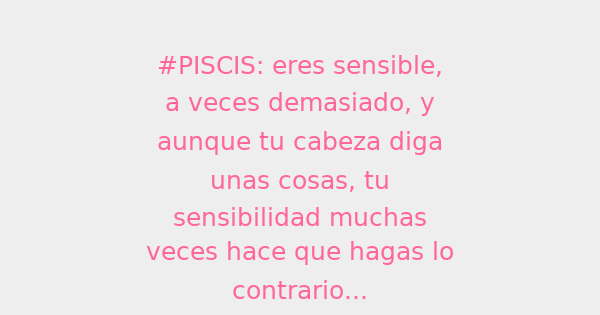 #PISCIS: eres sensible,
a veces demasiado, y
aunque tu cabeza diga
unas cosas, tu
sensibilidad muchas
veces hace que hagas lo
contrario...